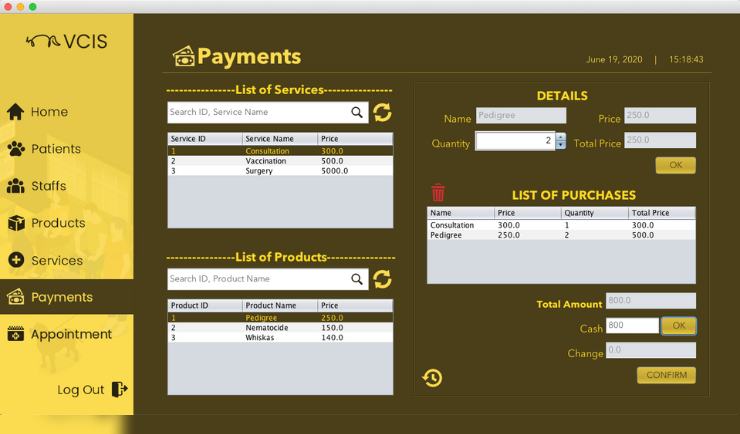 VCIS
Home
Patients
Staffs
Products
Services
Payments
Appointment
Log Out
Payments
June 19, 2020 | 15:18:43
----------------List of Services----------------
Search ID, Service Name
Service ID Service Name Price
1 Consultation 300.0
2 Vaccination 500.0
3 Surgery 5000.0
----------------List of Products----------------
Search ID, Product Name
Product ID Product Name Price
1 Pedigree 250.0
2 Nematocide 150.0
3 Whiskas 140.0
DETAILS
Name Pedigree Price 250.0
Quantity 2 Total Price 250.0
OK
LIST OF PURCHASES
Name Price Quantity Total Price
Consultation 300.0 1 300.0
Pedigree 250.0 2 500.0
Total Amount 800.0
Cash 800 OK
Change 0.0
CONFIRM